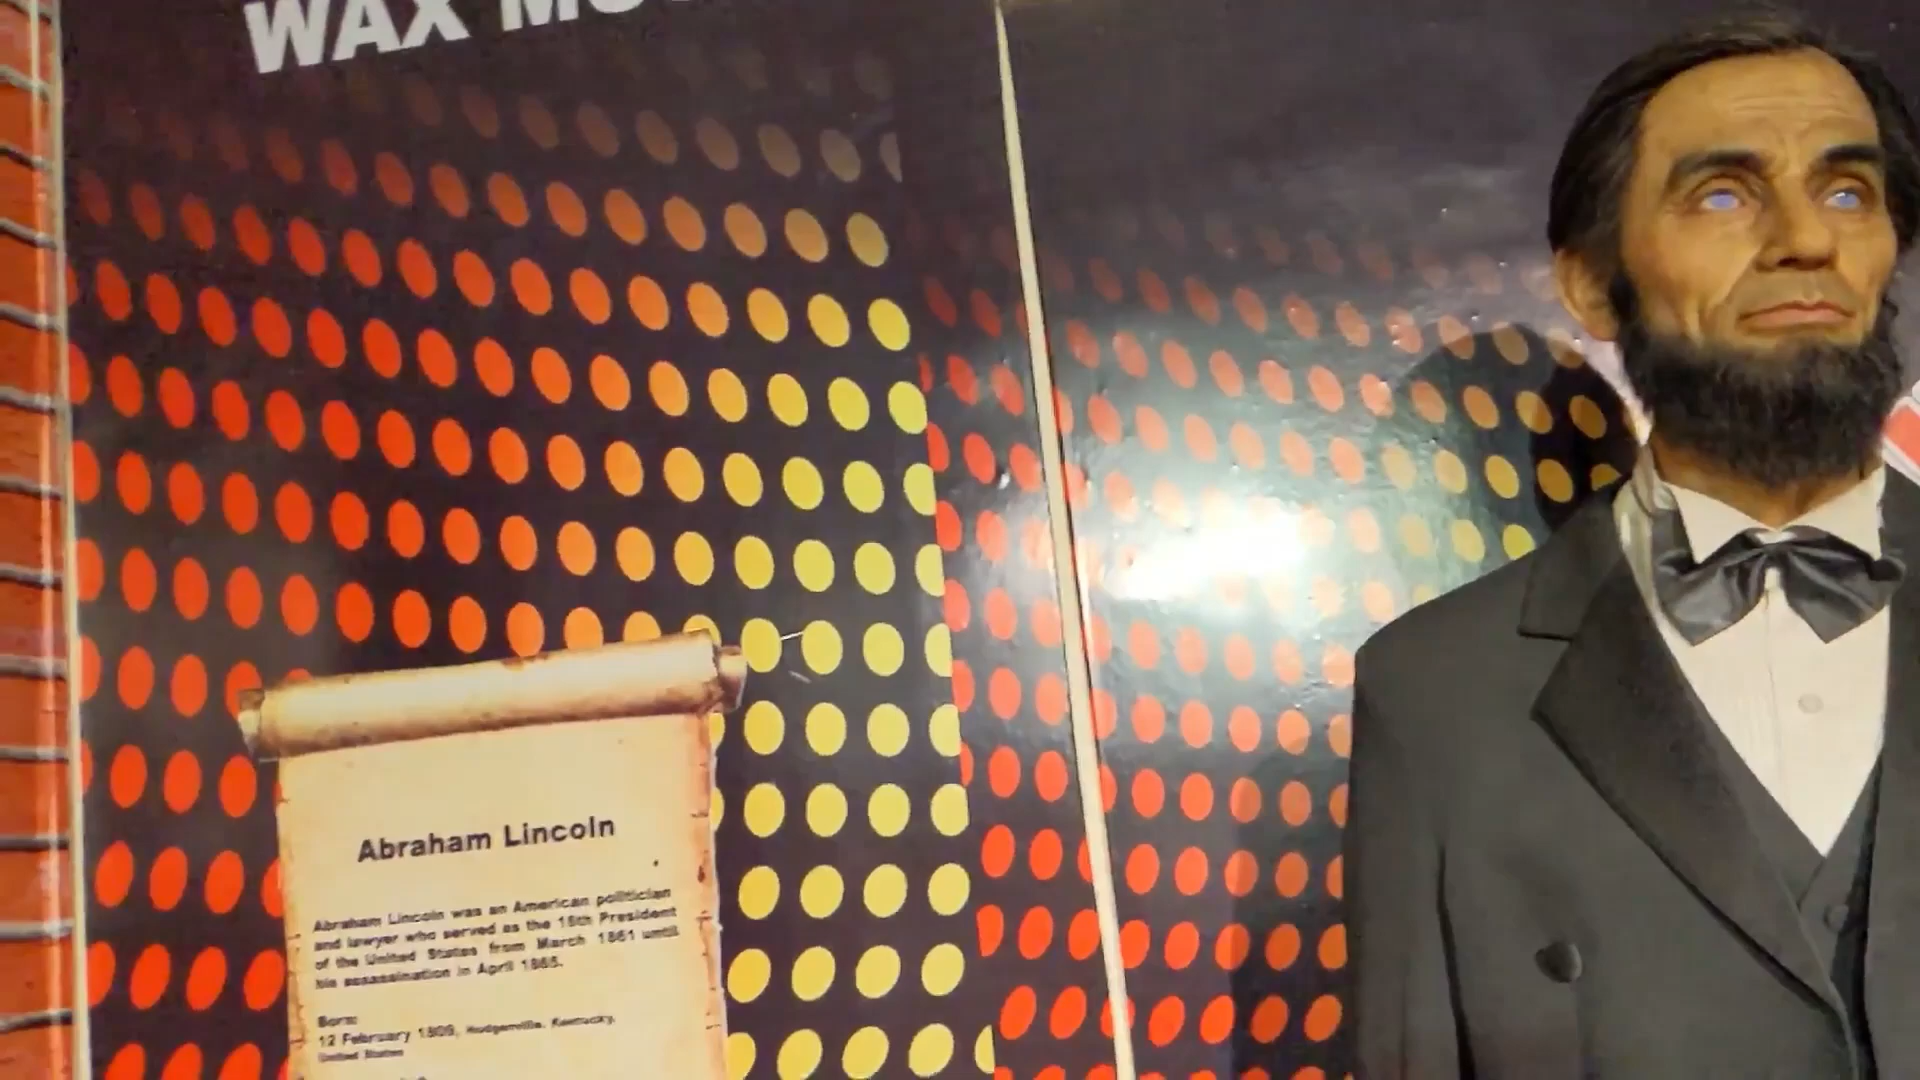 WAX
Abraham Lincoln
Abraham Lincoln was an American politician
and lawyer who served as the 16th President
of the United States from March 1861 until
his assassination in April 1865.
Born:
12 February 1809, Hodgenville, Kentucky,
United States